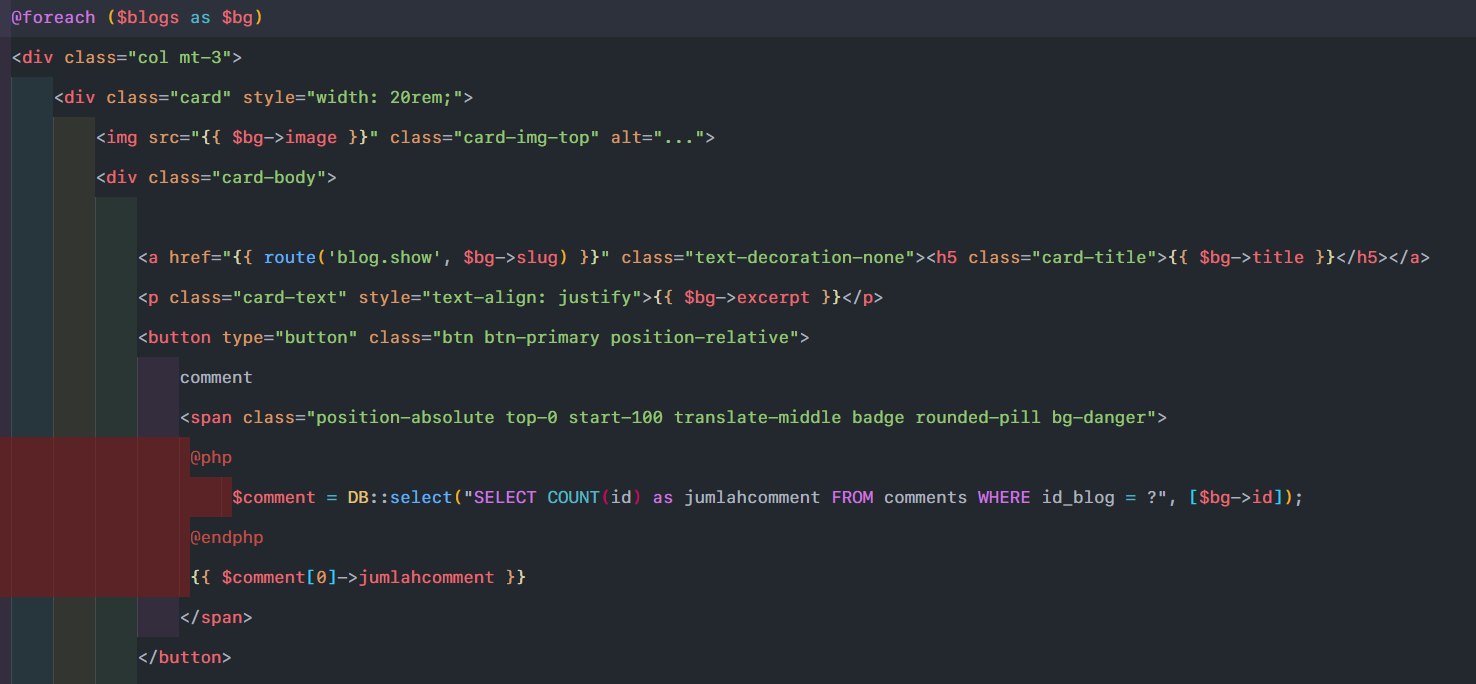 @foreach ($blogs as $bg)
<div class="col mt-3">
<div class="card" style="width: 20rem;">
<img src="{{ $bg->image }}" class="card-img-top" alt="...">
<div class="card-body">
<a href="{{ route('blog.show', $bg->slug) }}" class="text-decoration-none"><h5 class="card-title">{{ $bg->title }}</h5></a>
<p class="card-text" style="text-align: justify">{{ $bg->excerpt }}</p>
<button type="button" class="btn btn-primary position-relative">
comment
<span class="position-absolute top-0 start-100 translate-middle badge rounded-pill bg-danger">
@php
$comment = DB::select("SELECT COUNT(id) as jumlahcomment FROM comments WHERE id_blog = ?", [$bg->id]);
@endphp
{{ $comment[0]->jumlahcomment }}
</span>
</button>